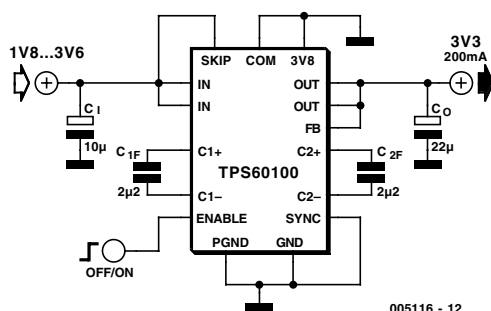 1V8...3V6
3V3
200mA
SKIP COM 3V8
IN OUT
IN OUT
FB
CI
10µ
CO
22µ
C1+ C2+
C1F
2µ2
TPS60100
C2F
2µ2
C1– C2–
ENABLE SYNC
PGND GND
OFF/ON
005116 - 12